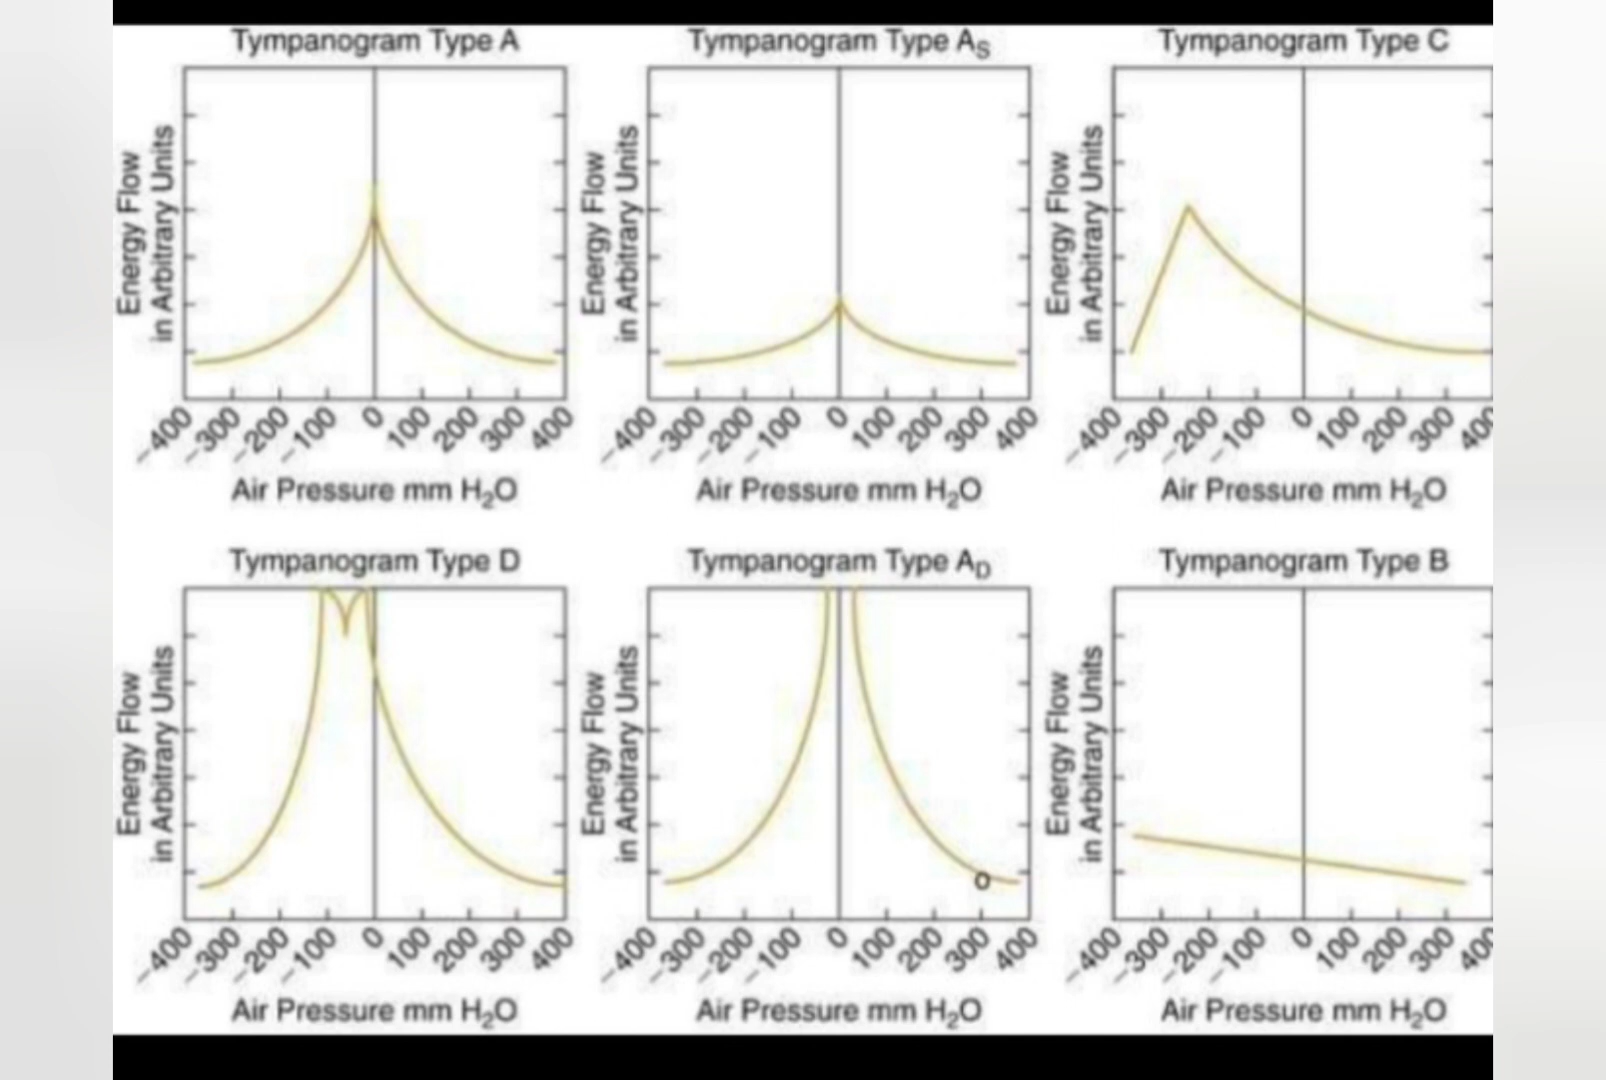 Tympanogram Type A
Energy Flow
in Arbitrary Units
-400 -300 -200 -100 0 100 200 300 400
Air Pressure mm H₂O
Tympanogram Type Aₛ
Energy Flow
in Arbitrary Units
-400 -300 -200 -100 0 100 200 300 400
Air Pressure mm H₂O
Tympanogram Type C
Energy Flow
in Arbitrary Units
-400 -300 -200 -100 0 100 200 300 400
Air Pressure mm H₂O
Tympanogram Type D
Energy Flow
in Arbitrary Units
-400 -300 -200 -100 0 100 200 300 400
Air Pressure mm H₂O
Tympanogram Type A_D
Energy Flow
in Arbitrary Units
o
-400 -300 -200 -100 0 100 200 300 400
Air Pressure mm H₂O
Tympanogram Type B
Energy Flow
in Arbitrary Units
-400 -300 -200 -100 0 100 200 300 400
Air Pressure mm H₂O